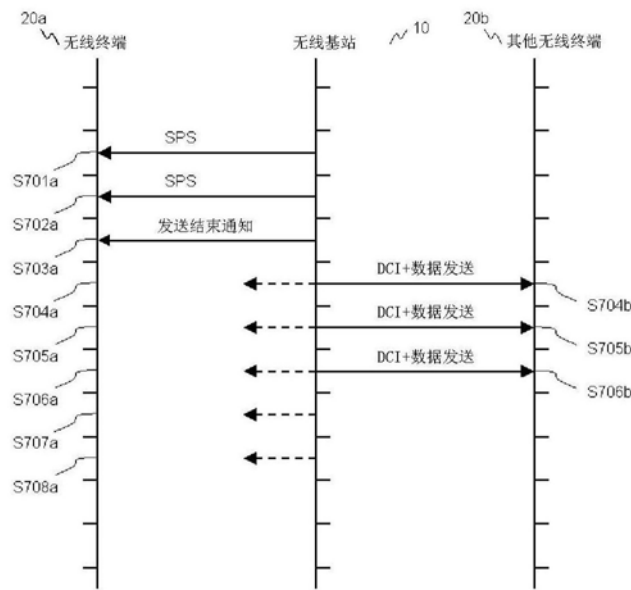 20a
无线终端
无线基站
10
20b
其他无线终端
SPS
S701a
SPS
S702a
发送结束通知
S703a
DCI+数据发送
S704a
S704b
DCI+数据发送
S705a
S705b
DCI+数据发送
S706a
S706b
S707a
S708a